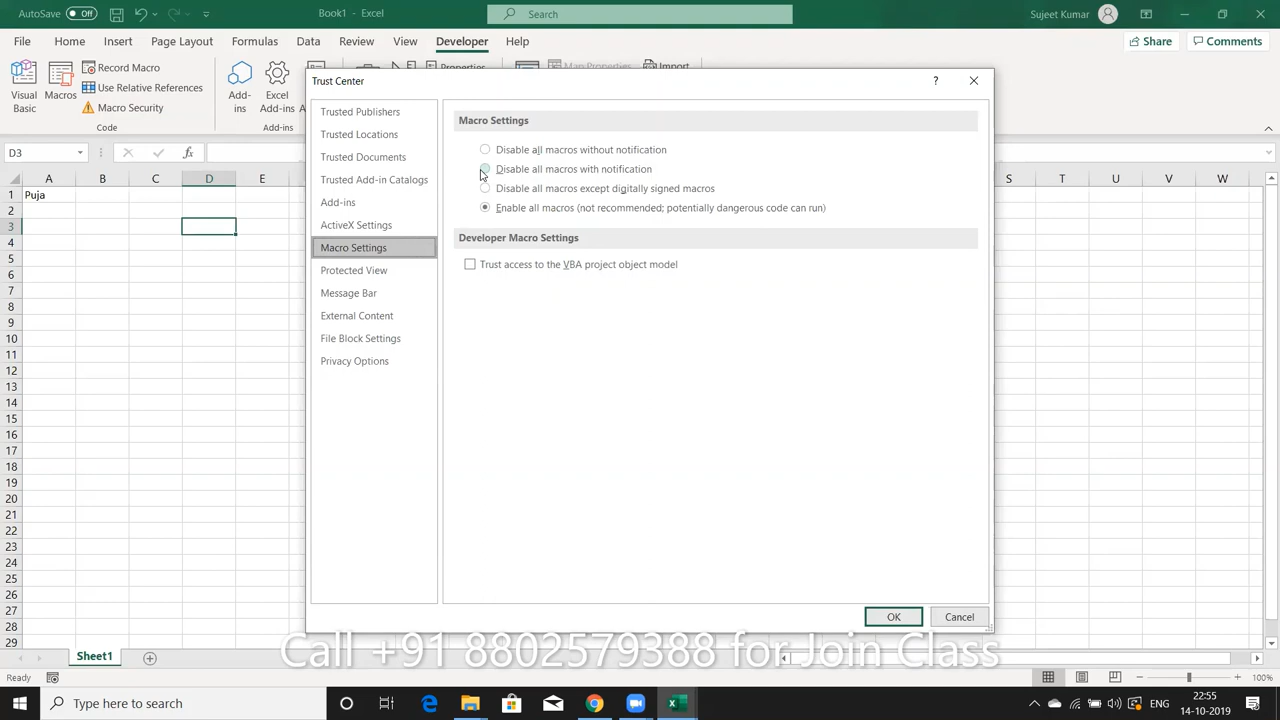 AutoSave Off Book1 - Excel Search Sujeet Kumar
File Home Insert Page Layout Formulas Data Review View Developer Help Share Comments
Visual Basic
Macros
Record Macro
Use Relative References
Macro Security
Code
Add-ins
Excel Add-ins
Add-ins
Properties
Map Properties
Import
Trust Center
?
D3
fx
Trusted Publishers
Trusted Locations
Trusted Documents
Trusted Add-in Catalogs
Add-ins
ActiveX Settings
Macro Settings
Protected View
Message Bar
External Content
File Block Settings
Privacy Options
Macro Settings
Disable all macros without notification
Disable all macros with notification
Disable all macros except digitally signed macros
Enable all macros (not recommended; potentially dangerous code can run)
Developer Macro Settings
Trust access to the VBA project object model
OK
Cancel
A B C D E S T U V W
1 Puja
2
3
4
5
6
7
8
9
10
11
12
13
14
15
16
17
18
19
20
21
22
23
24
25
26
27
28
29
Call +91 8802579388 for Join Class
Sheet1
Ready
100%
Type here to search
22:55
14-10-2019